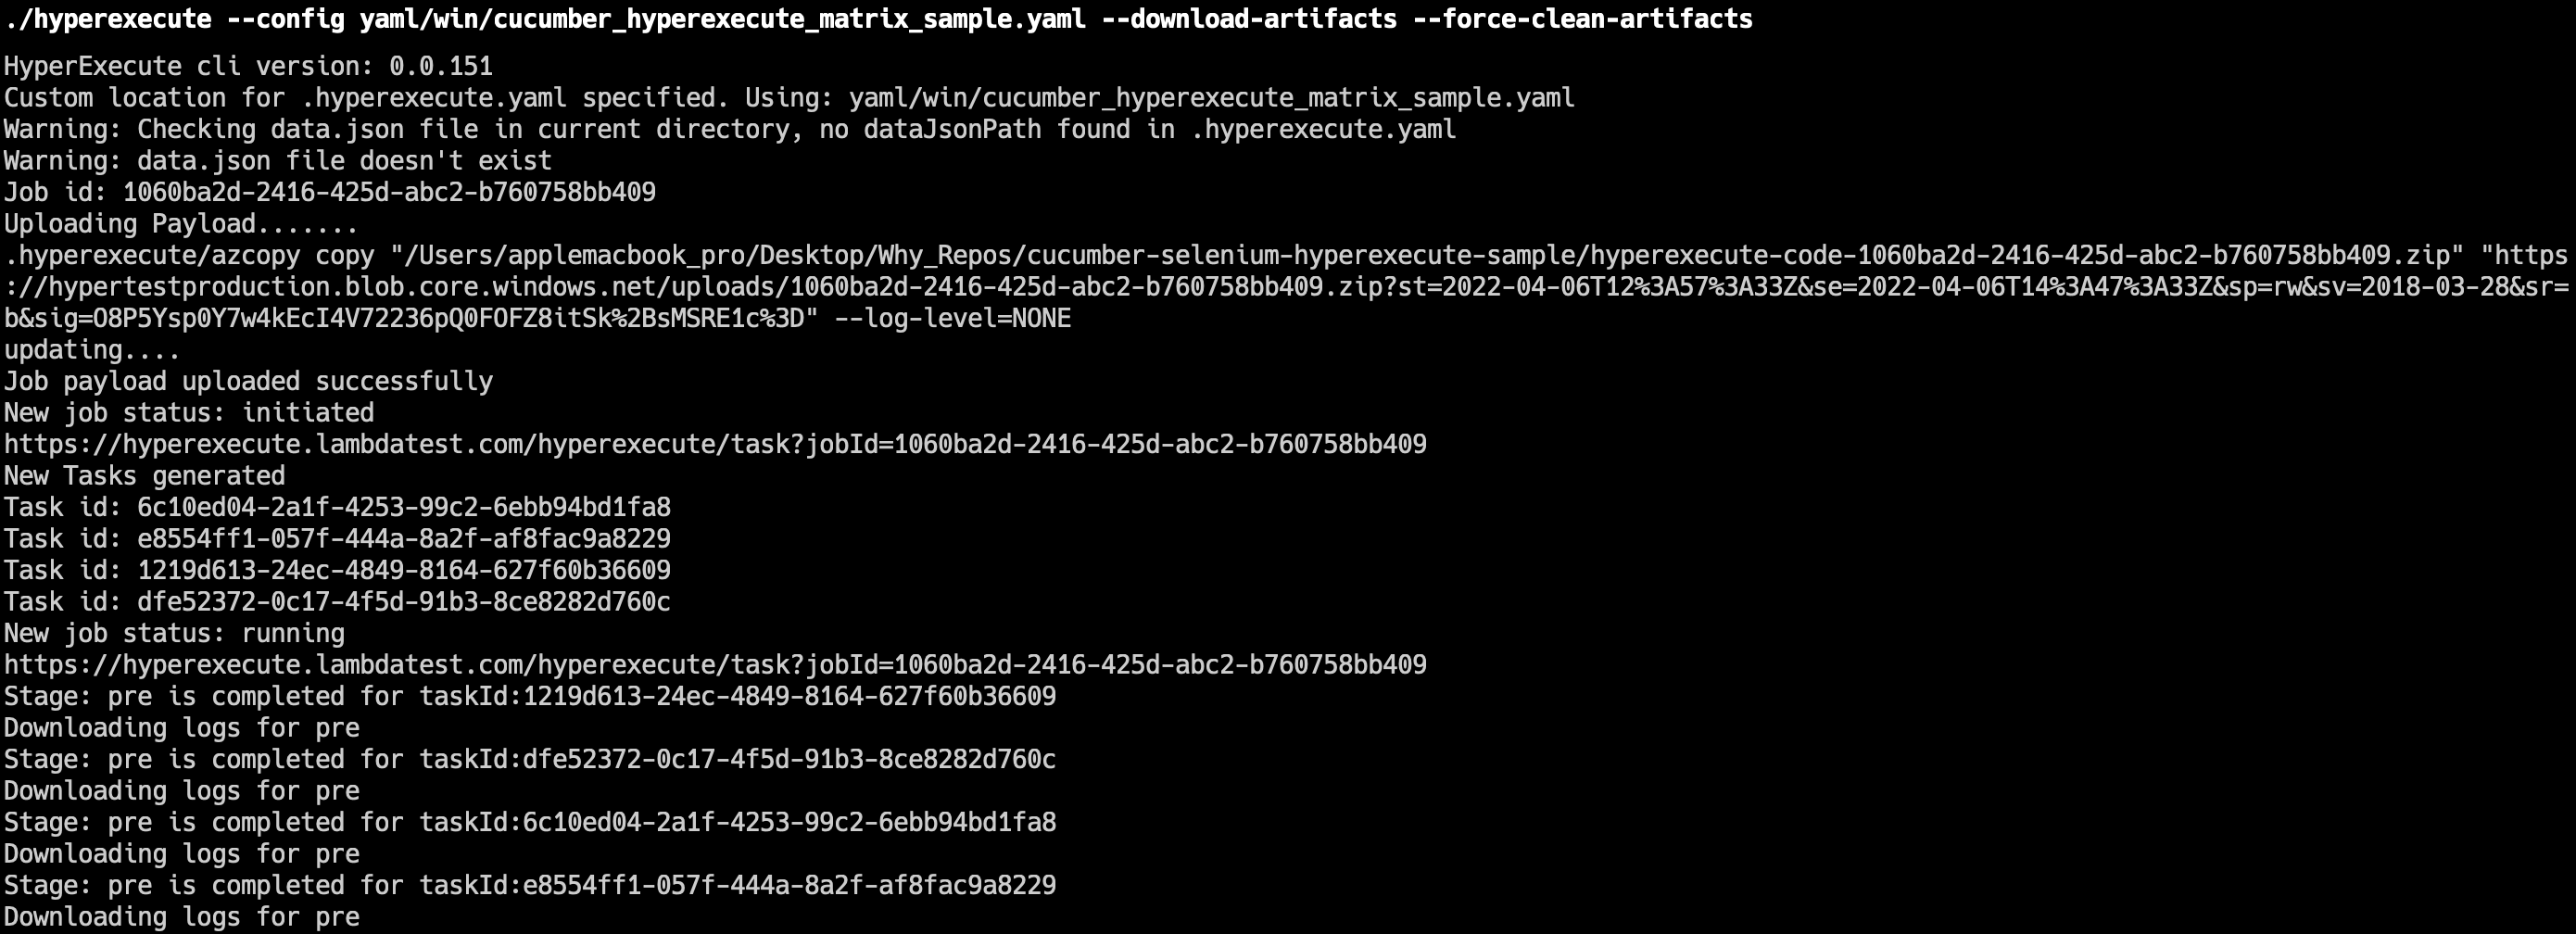 ./hyperexecute --config yaml/win/cucumber_hyperexecute_matrix_sample.yaml --download-artifacts --force-clean-artifacts
HyperExecute cli version: 0.0.151
Custom location for .hyperexecute.yaml specified. Using: yaml/win/cucumber_hyperexecute_matrix_sample.yaml
Warning: Checking data.json file in current directory, no dataJsonPath found in .hyperexecute.yaml
Warning: data.json file doesn't exist
Job id: 1060ba2d-2416-425d-abc2-b760758bb409
Uploading Payload.......
.hyperexecute/azcopy copy "/Users/applemacbook_pro/Desktop/Why_Repos/cucumber-selenium-hyperexecute-sample/hyperexecute-code-1060ba2d-2416-425d-abc2-b760758bb409.zip" "https
://hypertestproduction.blob.core.windows.net/uploads/1060ba2d-2416-425d-abc2-b760758bb409.zip?st=2022-04-06T12%3A57%3A33Z&se=2022-04-06T14%3A47%3A33Z&sp=rw&sv=2018-03-28&sr=
b&sig=O8P5Ysp0Y7w4kEcI4V72236pQ0FOFZ8itSk%2BsMSRE1c%3D" --log-level=NONE
updating....
Job payload uploaded successfully
New job status: initiated
https://hyperexecute.lambdatest.com/hyperexecute/task?jobId=1060ba2d-2416-425d-abc2-b760758bb409
New Tasks generated
Task id: 6c10ed04-2a1f-4253-99c2-6ebb94bd1fa8
Task id: e8554ff1-057f-444a-8a2f-af8fac9a8229
Task id: 1219d613-24ec-4849-8164-627f60b36609
Task id: dfe52372-0c17-4f5d-91b3-8ce8282d760c
New job status: running
https://hyperexecute.lambdatest.com/hyperexecute/task?jobId=1060ba2d-2416-425d-abc2-b760758bb409
Stage: pre is completed for taskId:1219d613-24ec-4849-8164-627f60b36609
Downloading logs for pre
Stage: pre is completed for taskId:dfe52372-0c17-4f5d-91b3-8ce8282d760c
Downloading logs for pre
Stage: pre is completed for taskId:6c10ed04-2a1f-4253-99c2-6ebb94bd1fa8
Downloading logs for pre
Stage: pre is completed for taskId:e8554ff1-057f-444a-8a2f-af8fac9a8229
Downloading logs for pre